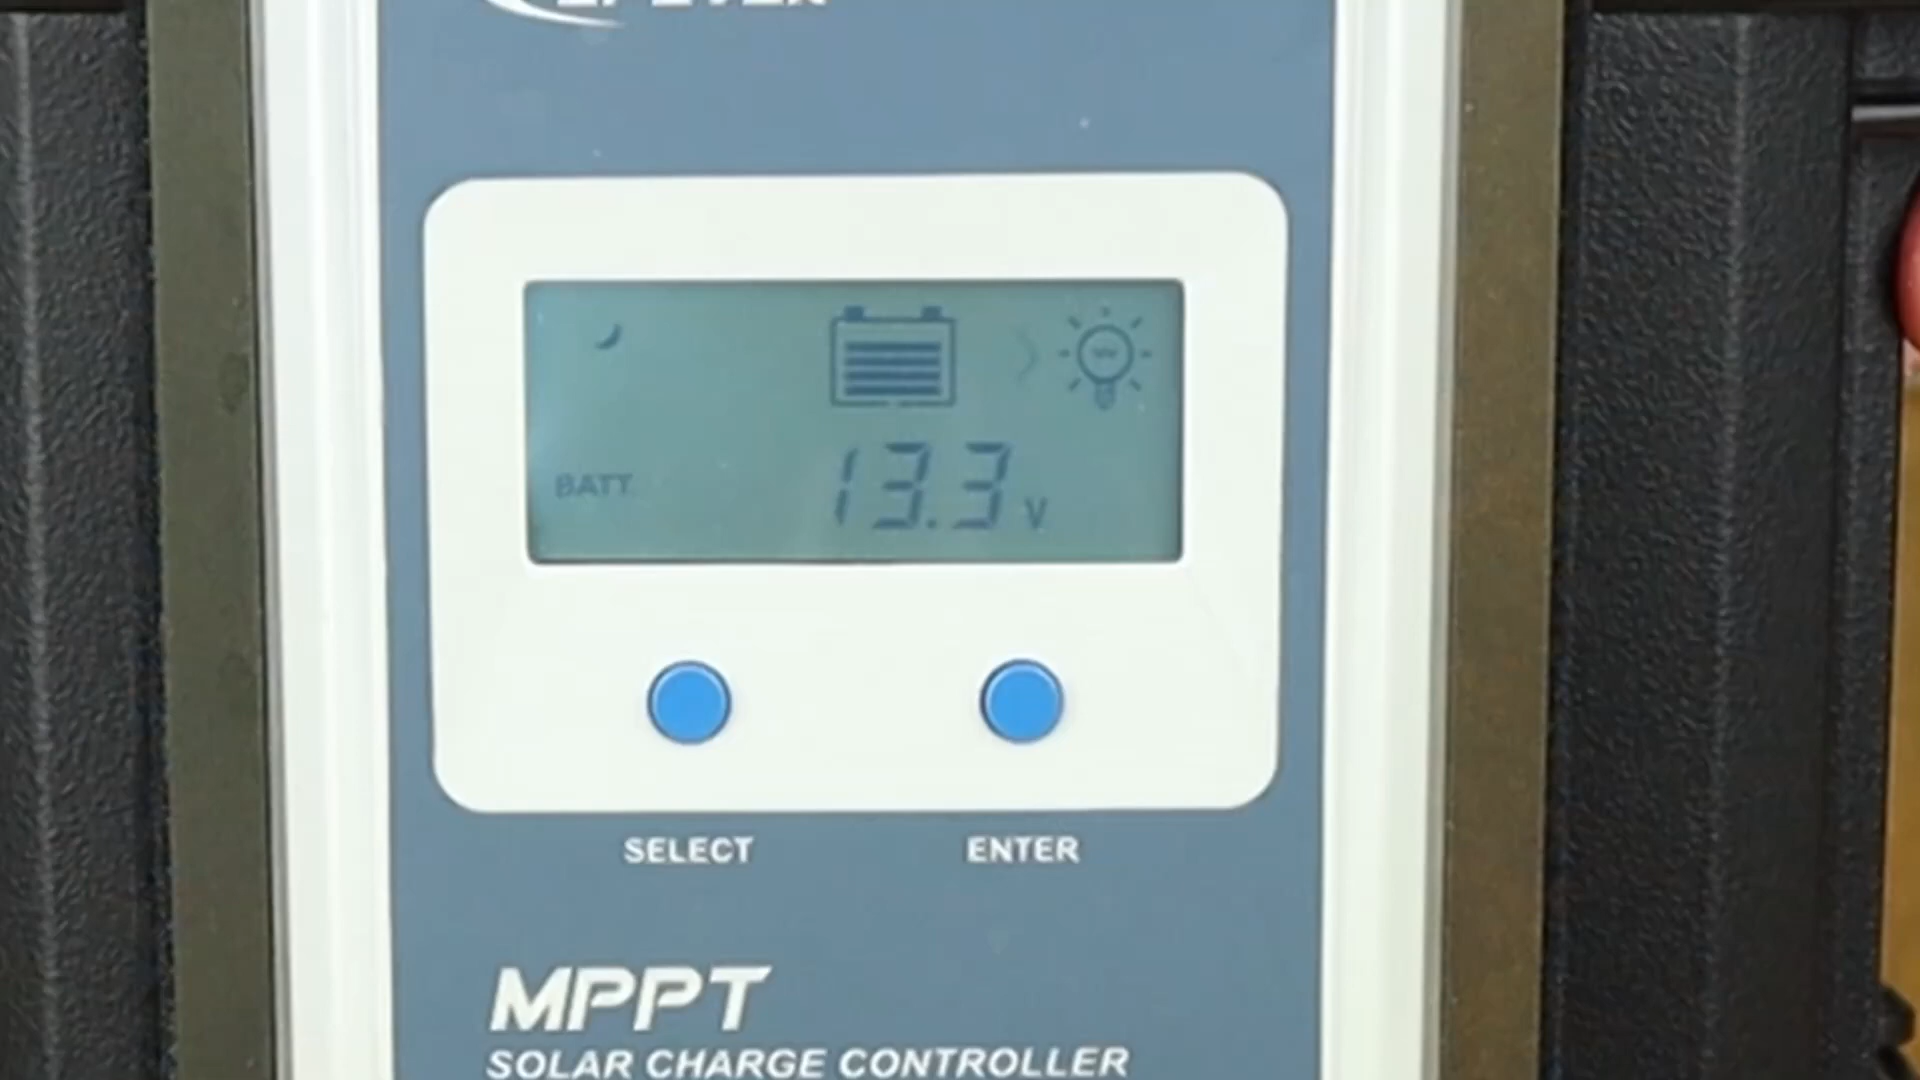 BATT.
13.3 V
SELECT
ENTER
MPPT
SOLAR CHARGE CONTROLLER